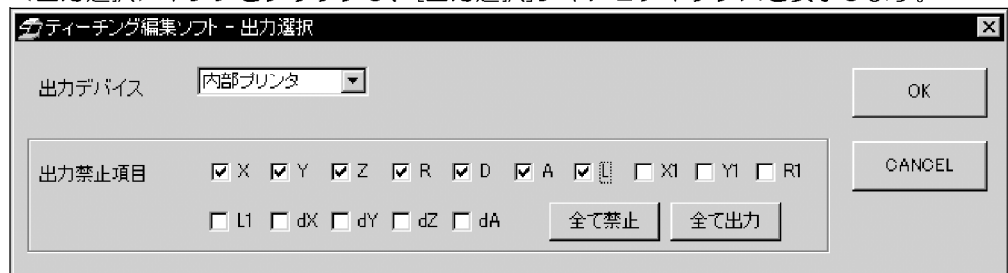 ティーチング編集ソフト - 出力選択
出力デバイス 内部プリンタ OK
出力禁止項目 X Y Z R D A L X1 Y1 R1 CANCEL
L1 dX dY dZ dA 全て禁止 全て出力